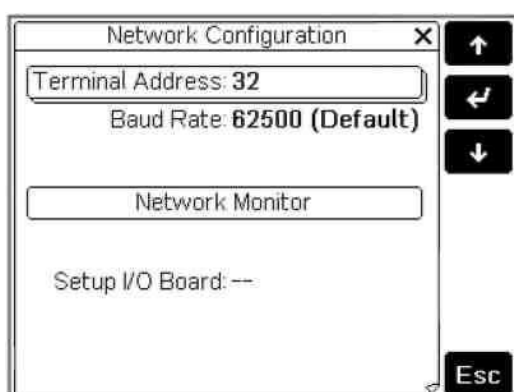 Network Configuration
Terminal Address: 32
Baud Rate: 62500 (Default)
Network Monitor
Setup I/O Board: --
Esc